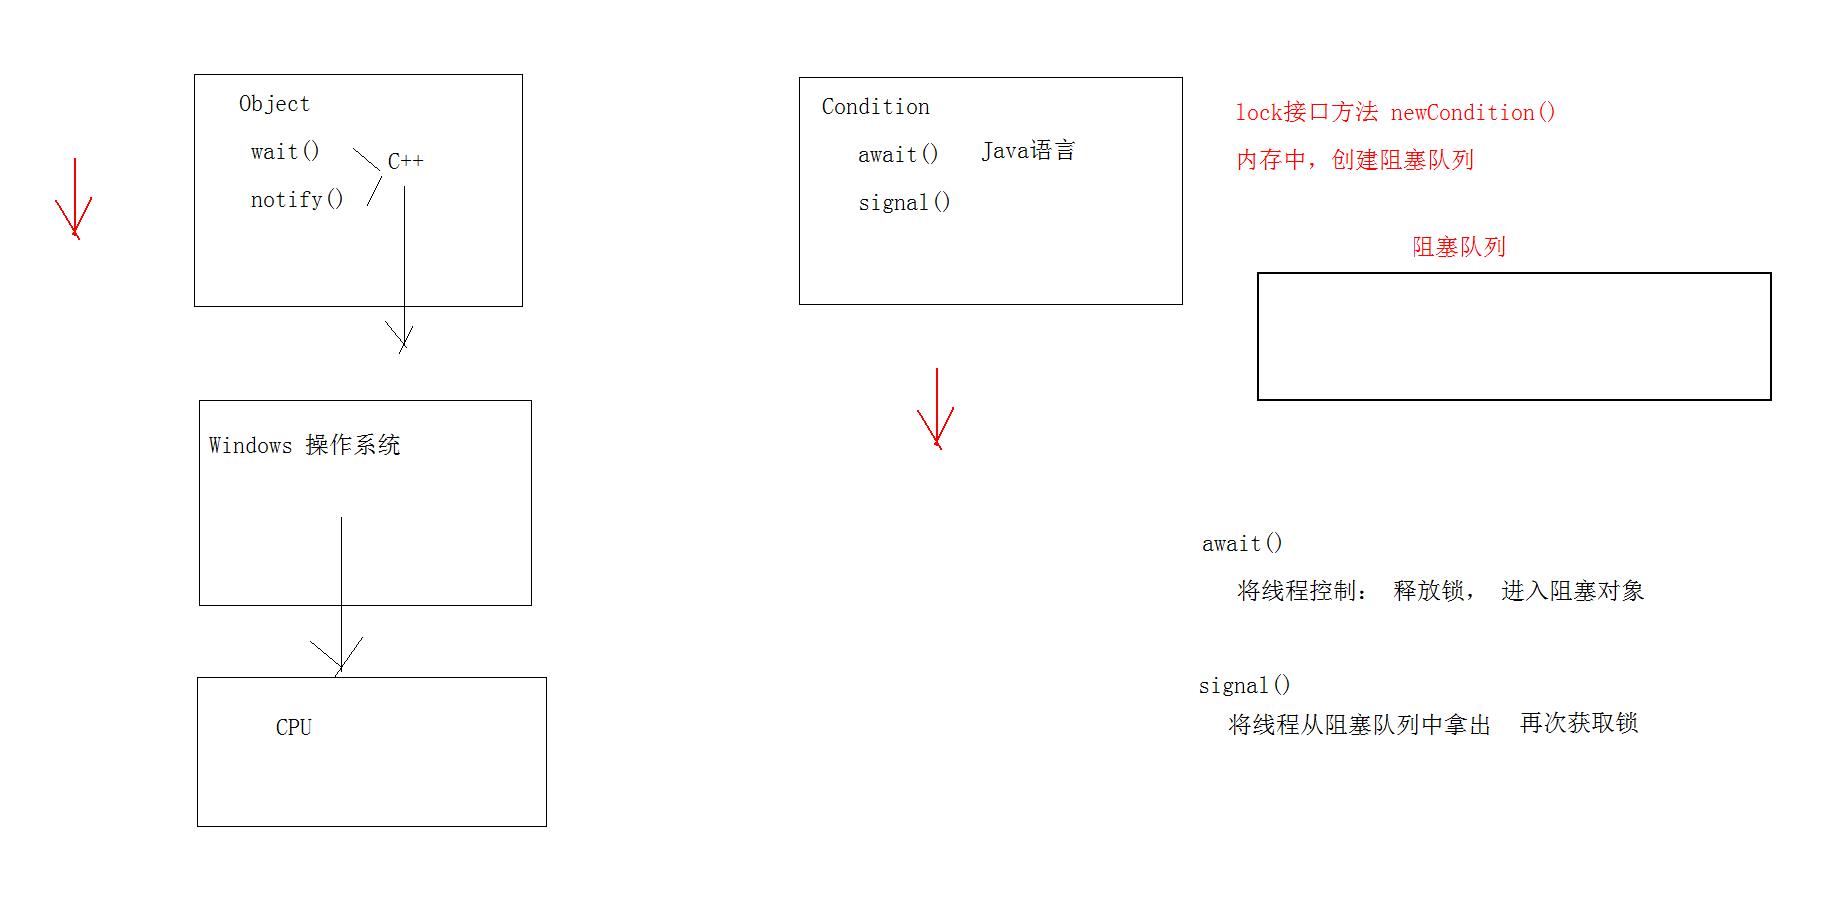 Object
wait()
C++
notify()
Windows 操作系统
CPU
Condition
await() Java语言
signal()
lock接口方法 newCondition()
内存中，创建阻塞队列
阻塞队列
await()
将线程控制： 释放锁， 进入阻塞对象
signal()
将线程从阻塞队列中拿出 再次获取锁